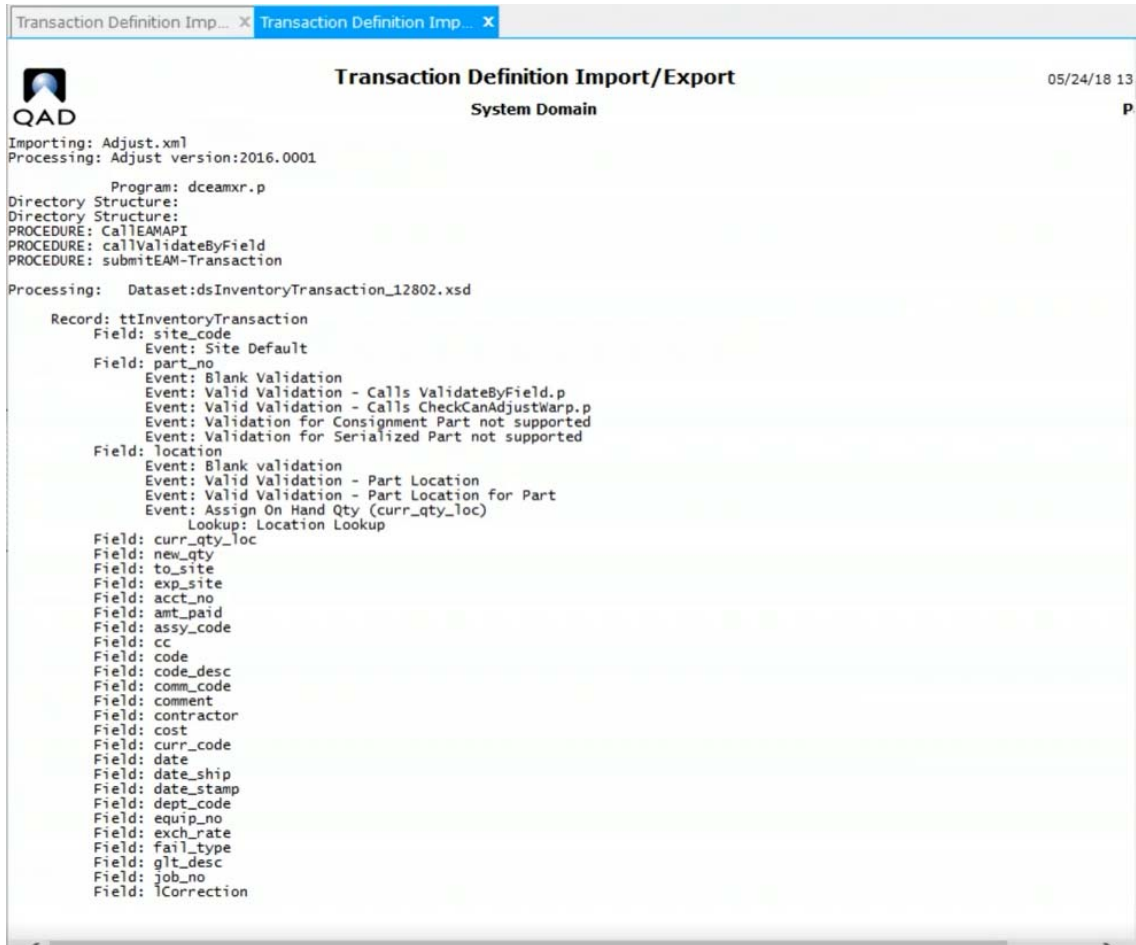 Transaction Definition Imp... X Transaction Definition Imp... X
Transaction Definition Import/Export
05/24/18 13
QAD
System Domain
P
Importing: Adjust.xml
Processing: Adjust version:2016.0001
Program: dceamxr.p
Directory Structure:
Directory Structure:
PROCEDURE: CallEAMAPI
PROCEDURE: callValidateByField
PROCEDURE: submitEAM-Transaction
Processing: Dataset:dsInventoryTransaction_12802.xsd
Record: ttInventoryTransaction
Field: site_code
Event: Site Default
Field: part_no
Event: Blank Validation
Event: Valid Validation - Calls ValidateByField.p
Event: Valid Validation - Calls CheckCanAdjustWarp.p
Event: Validation for Consignment Part not supported
Event: Validation for Serialized Part not supported
Field: location
Event: Blank validation
Event: Valid Validation - Part Location
Event: Valid Validation - Part Location for Part
Event: Assign On Hand Qty (curr_qty_loc)
Lookup: Location Lookup
Field: curr_qty_loc
Field: new_qty
Field: to_site
Field: exp_site
Field: acct_no
Field: amt_paid
Field: assy_code
Field: cc
Field: code
Field: code_desc
Field: comm_code
Field: comment
Field: contractor
Field: cost
Field: curr_code
Field: date
Field: date_ship
Field: date_stamp
Field: dept_code
Field: equip_no
Field: exch_rate
Field: fail_type
Field: glt_desc
Field: job_no
Field: lCorrection